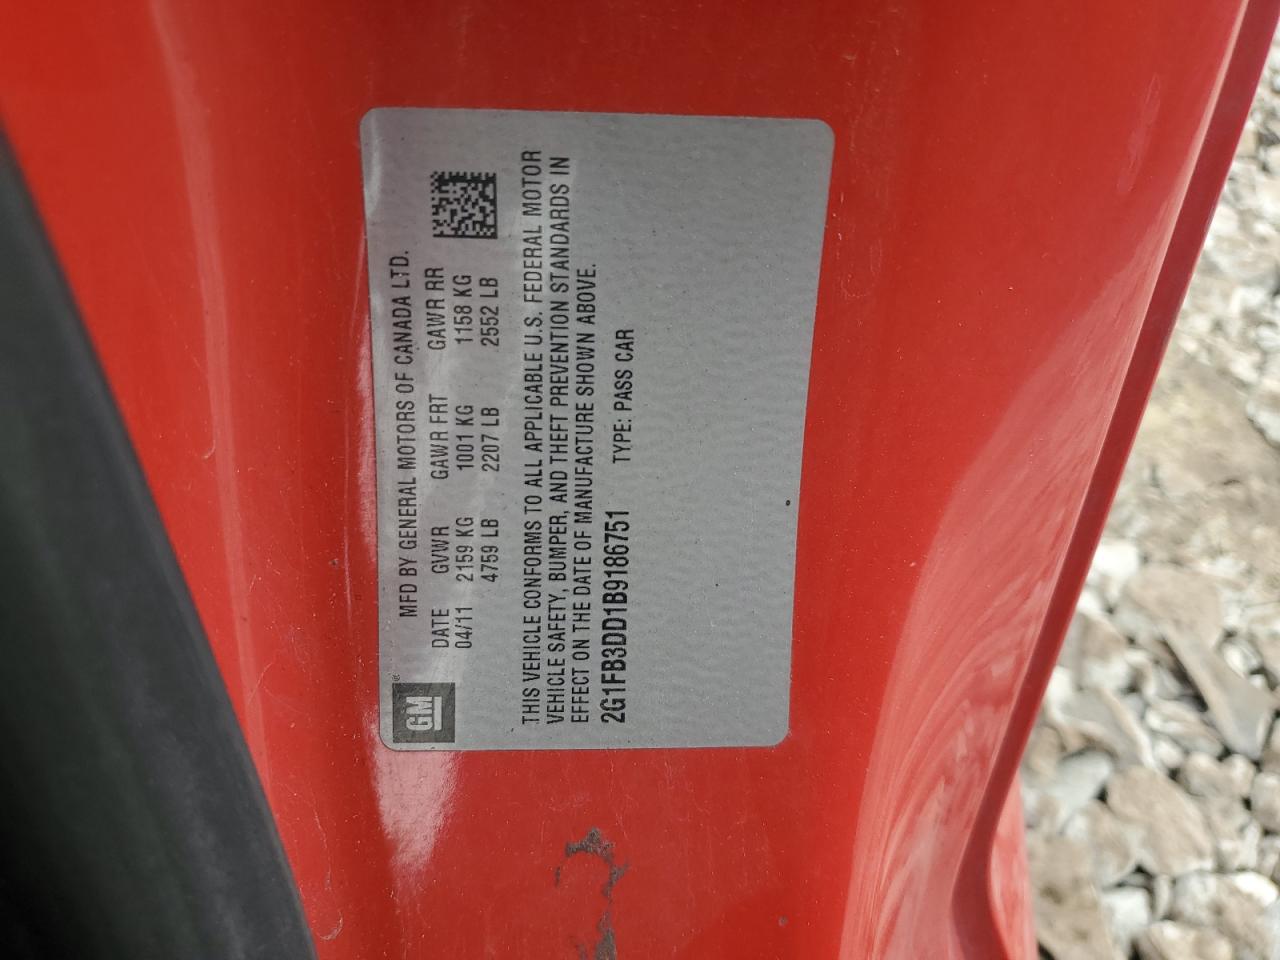 GM®
MFD BY GENERAL MOTORS OF CANADA LTD.
DATE GVWR GAWR FRT GAWR RR
04/11 2159 KG 1001 KG 1158 KG
4759 LB 2207 LB 2552 LB
THIS VEHICLE CONFORMS TO ALL APPLICABLE U.S. FEDERAL MOTOR
VEHICLE SAFETY, BUMPER, AND THEFT PREVENTION STANDARDS IN
EFFECT ON THE DATE OF MANUFACTURE SHOWN ABOVE.
2G1FB3DD1B9186751 TYPE: PASS CAR